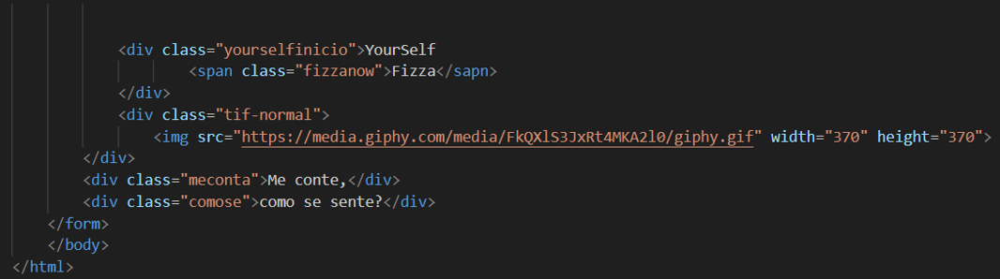 <div class="yourselfinicio">YourSelf
<span class="fizzanow">Fizza</sapn>
</div>
<div class="tif-normal">
<img src="https://media.giphy.com/media/FkQXlS3JxRt4MKA2l0/giphy.gif" width="370" height="370">
</div>
<div class="meconta">Me conte,</div>
<div class="comose">como se sente?</div>
</form>
</body>
</html>